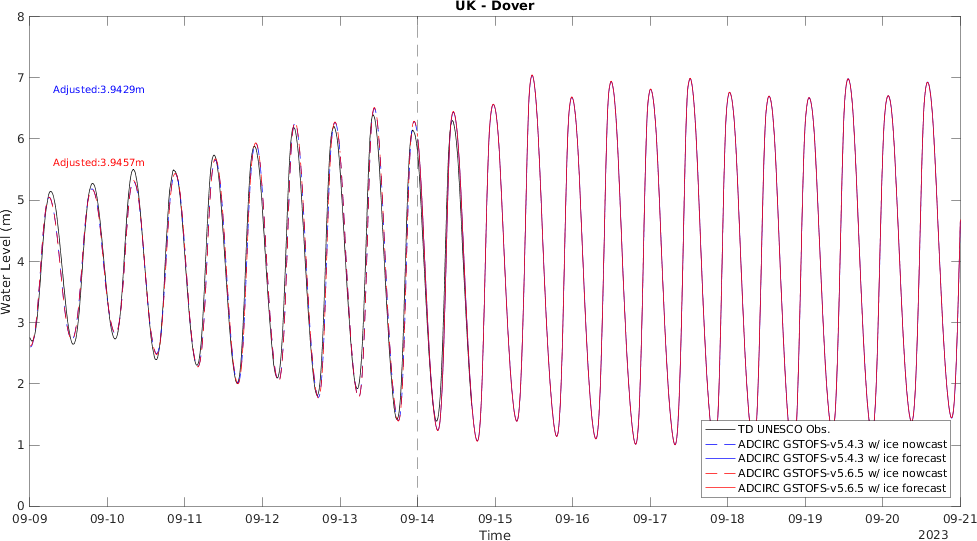 UK - Dover
8
7
6
5
4
3
2
1
0
Water Level (m)
Adjusted:3.9429m
Adjusted:3.9457m
TD UNESCO Obs.
ADCIRC GSTOFS-v5.4.3 w/ ice nowcast
ADCIRC GSTOFS-v5.4.3 w/ ice forecast
ADCIRC GSTOFS-v5.6.5 w/ ice nowcast
ADCIRC GSTOFS-v5.6.5 w/ ice forecast
09-09 09-10 09-11 09-12 09-13 09-14 09-15 09-16 09-17 09-18 09-19 09-20 09-21
Time
2023